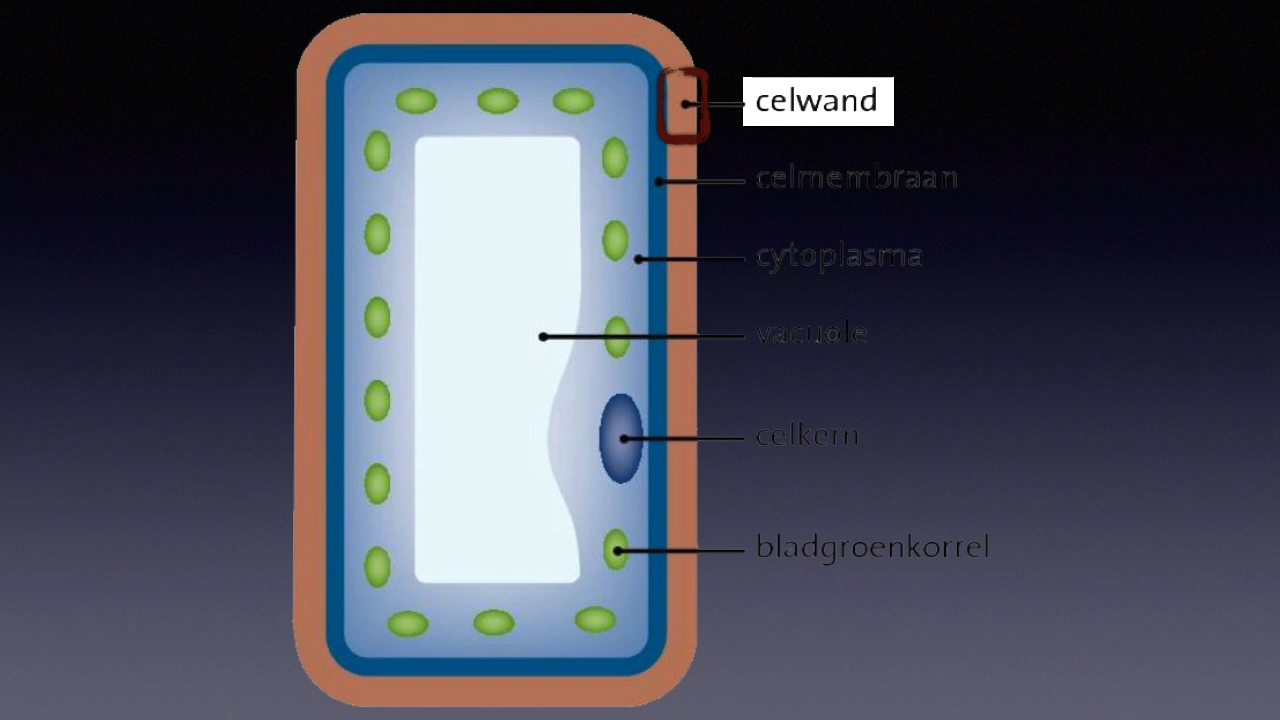 celwand
celmembraan
cytoplasma
vacuole
celkern
bladgroenkorrel